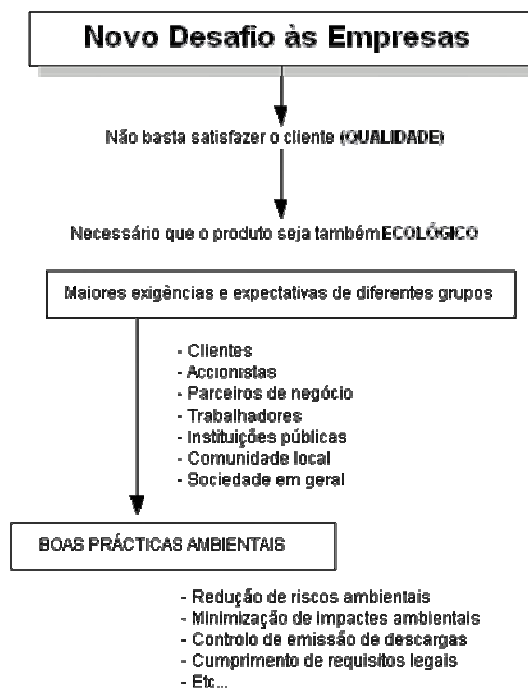 Novo Desafio às Empresas
Não basta satisfazer o cliente (QUALIDADE)
Necessário que o produto seja também ECOLÓGICO
Maiores exigências e expectativas de diferentes grupos
- Clientes
- Accionistas
- Parceiros de negócio
- Trabalhadores
- Instituições públicas
- Comunidade local
- Sociedade em geral
BOAS PRÁCTICAS AMBIENTAIS
- Redução de riscos ambientais
- Minimização de impactes ambientais
- Controlo de emissão de descargas
- Cumprimento de requisitos legais
- Etc...